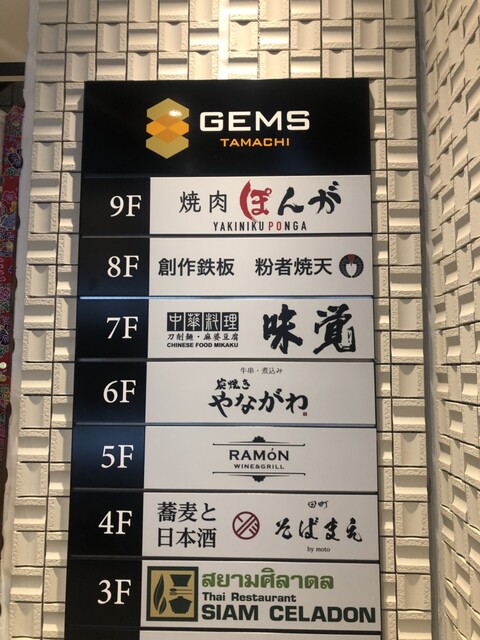 GEMS
TAMACHI
9F
焼肉 ぽんが
YAKINIKU PONGA
8F
創作鉄板 粉者焼天
7F
中華料理
刀削麺・麻婆豆腐
CHINESE FOOD MIKAKU
味覚
6F
牛串・煮込み
炭焼き
やながわ
5F
RAMóN
WINE&GRILL
4F
蕎麦と
日本酒
田町
そばまえ
by moto
3F
สยามศิลาดล
Thai Restaurant
SIAM CELADON